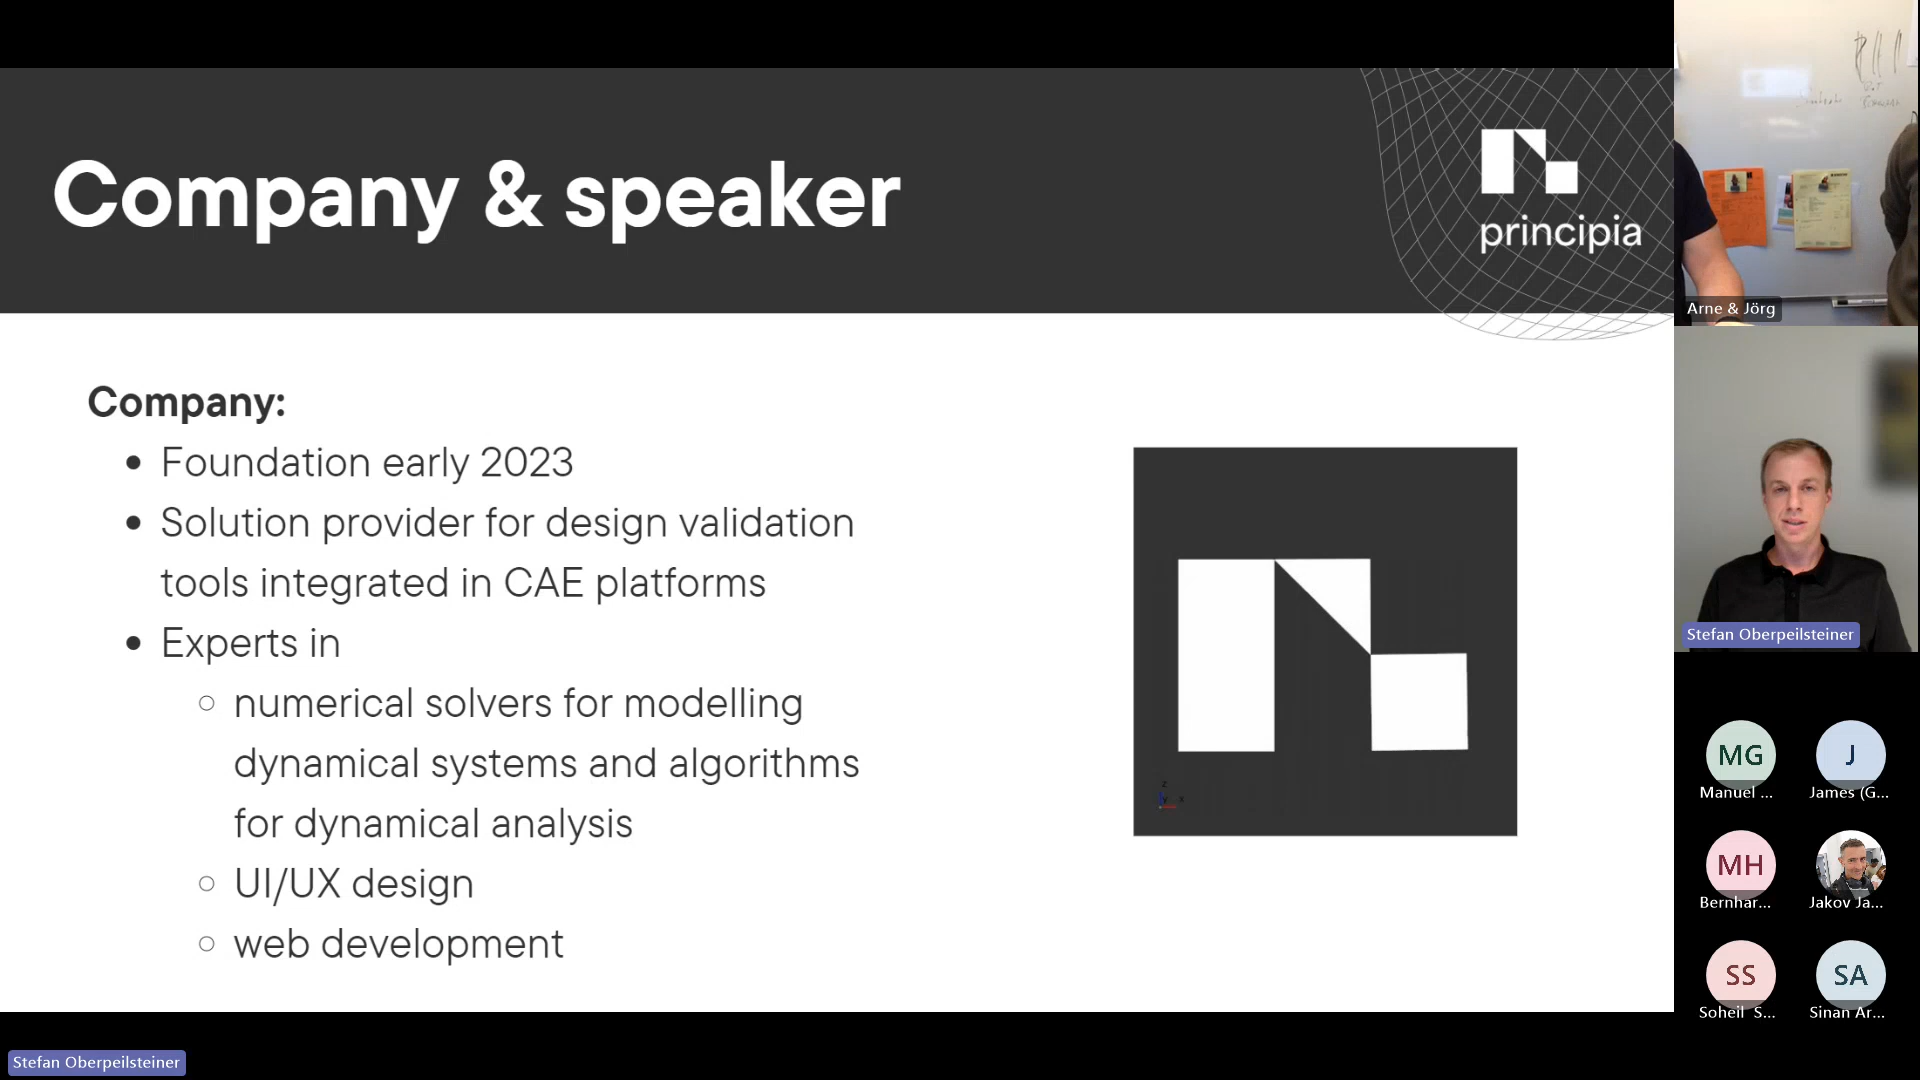 Company & speaker
principia
Company:
• Foundation early 2023
• Solution provider for design validation
tools integrated in CAE platforms
• Experts in
○ numerical solvers for modelling
dynamical systems and algorithms
for dynamical analysis
○ UI/UX design
○ web development
z
y x
Arne & Jörg
Stefan Oberpeilsteiner
MG
Manuel ...
J
James (G...
MH
Bernhar...
Jakov Ja...
SS
Soheil S...
SA
Sinan Ar...
Stefan Oberpeilsteiner